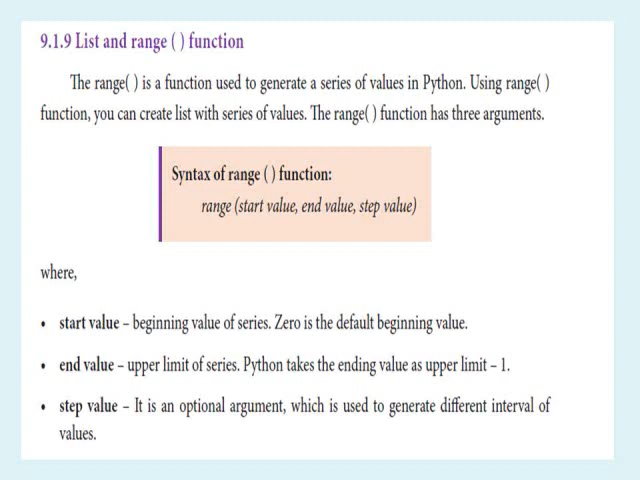 9.1.9 List and range ( ) function
The range( ) is a function used to generate a series of values in Python. Using range( )
function, you can create list with series of values. The range( ) function has three arguments.
Syntax of range ( ) function:
range (start value, end value, step value)
where,
• start value – beginning value of series. Zero is the default beginning value.
• end value – upper limit of series. Python takes the ending value as upper limit – 1.
• step value – It is an optional argument, which is used to generate different interval of
values.